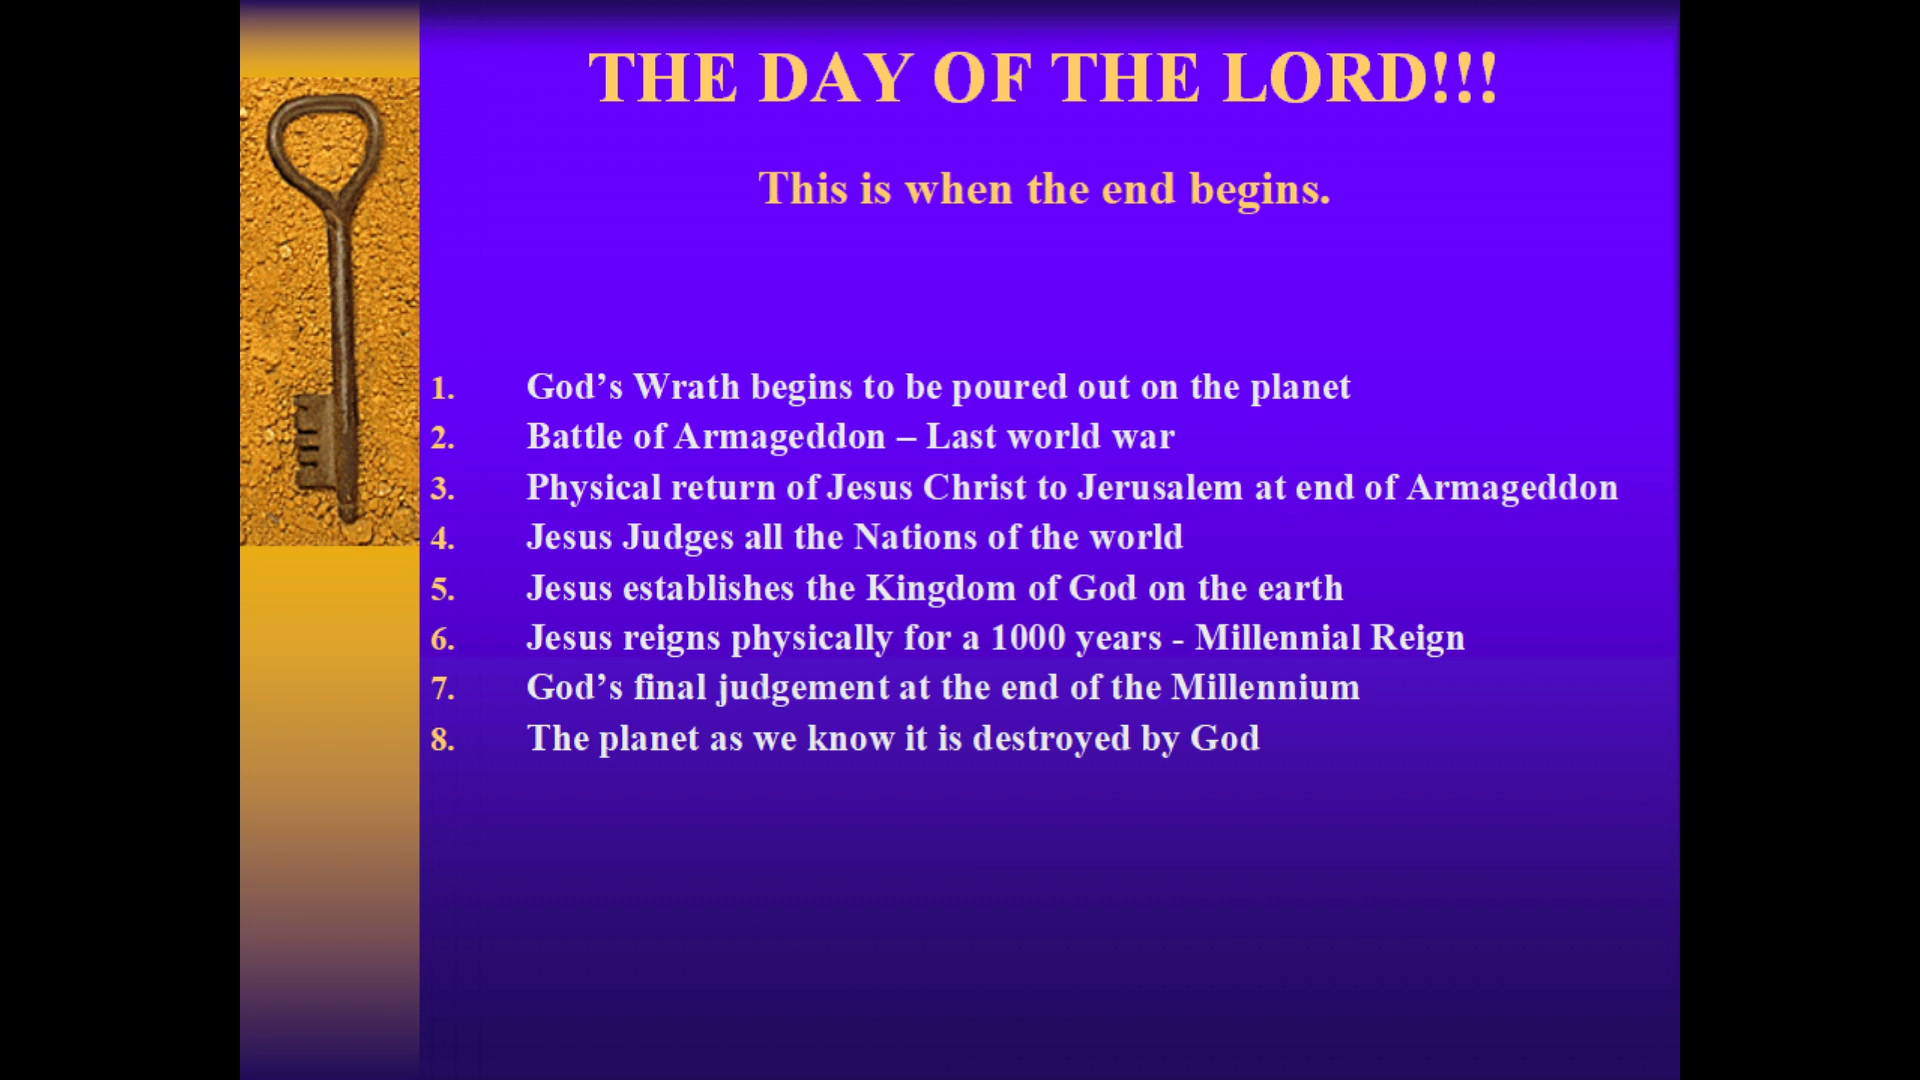 THE DAY OF THE LORD!!!
This is when the end begins.
1. God’s Wrath begins to be poured out on the planet
2. Battle of Armageddon – Last world war
3. Physical return of Jesus Christ to Jerusalem at end of Armageddon
4. Jesus Judges all the Nations of the world
5. Jesus establishes the Kingdom of God on the earth
6. Jesus reigns physically for a 1000 years - Millennial Reign
7. God’s final judgement at the end of the Millennium
8. The planet as we know it is destroyed by God